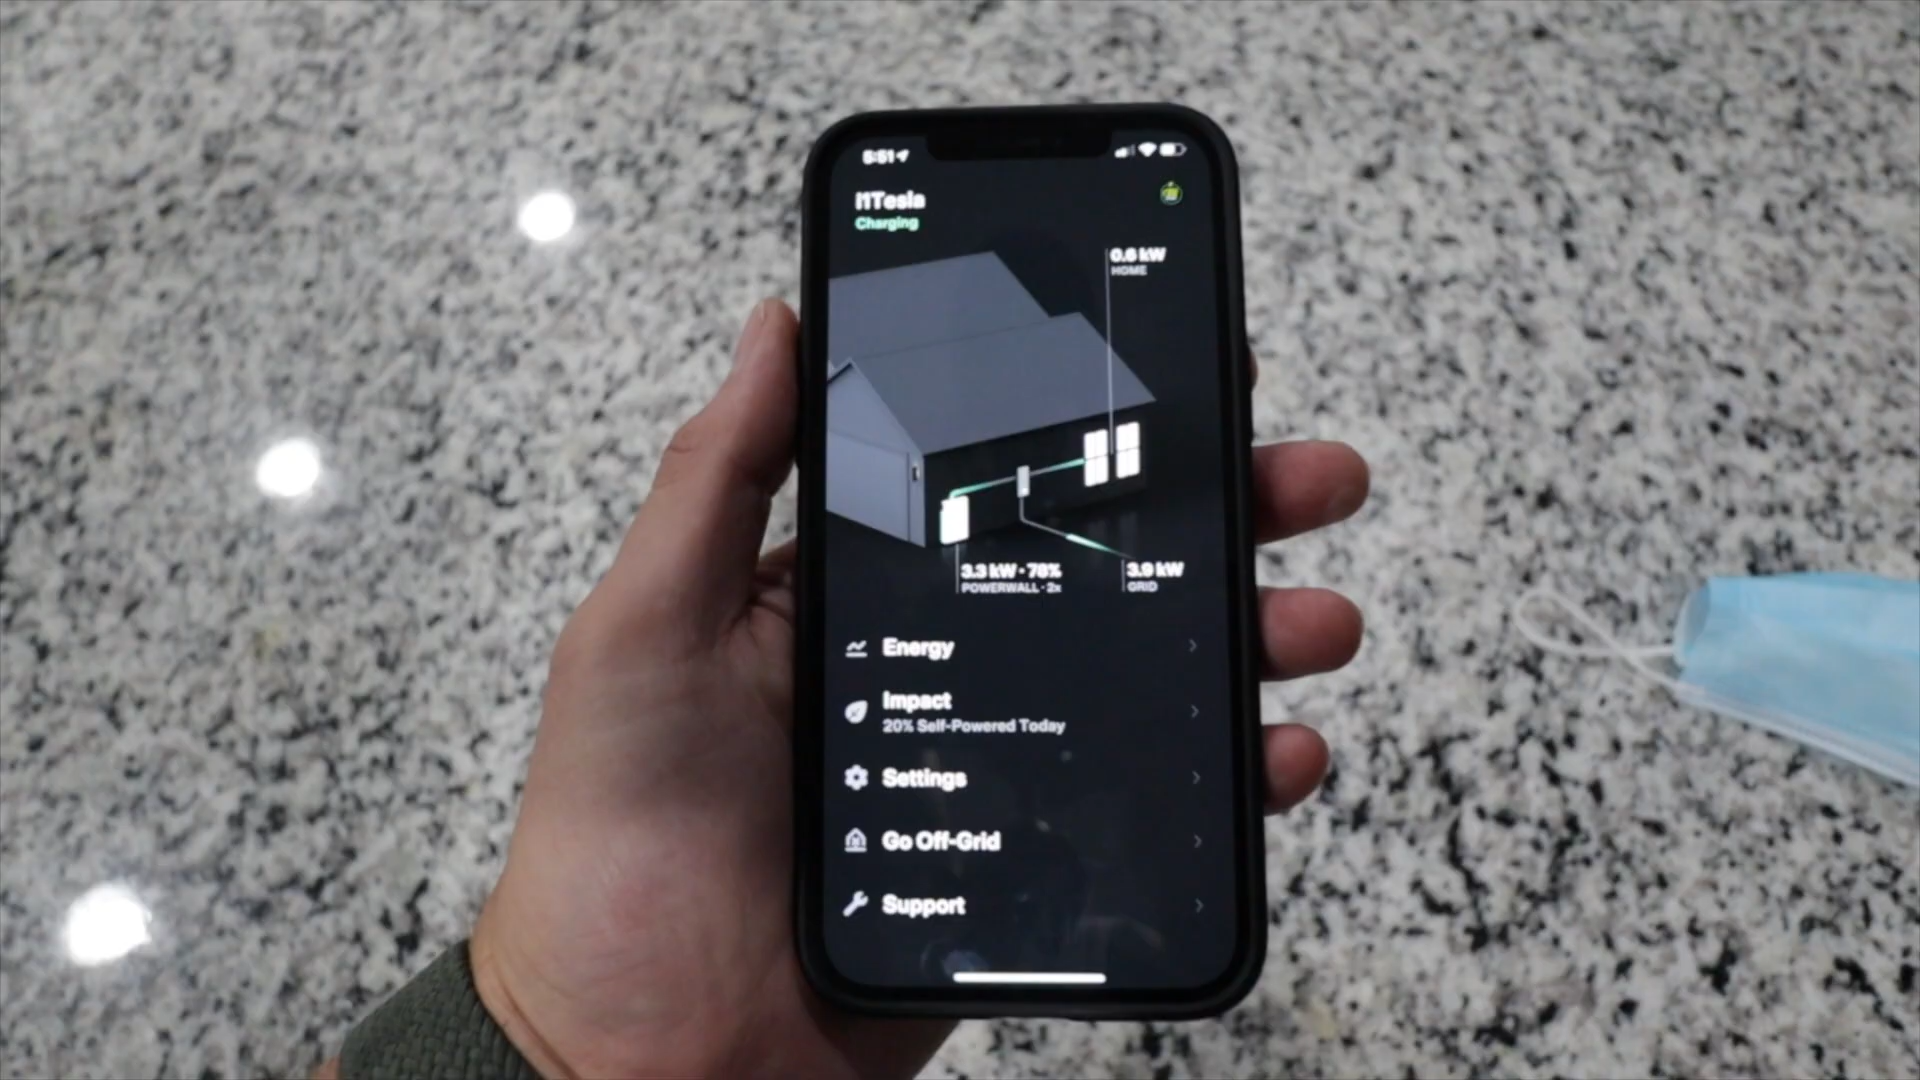 5:51
i1Tesla
Charging
0.6 kW
HOME
3.3 kW · 78%
POWERWALL · 2x
3.9 kW
GRID
Energy
Impact
20% Self-Powered Today
Settings
Go Off-Grid
Support